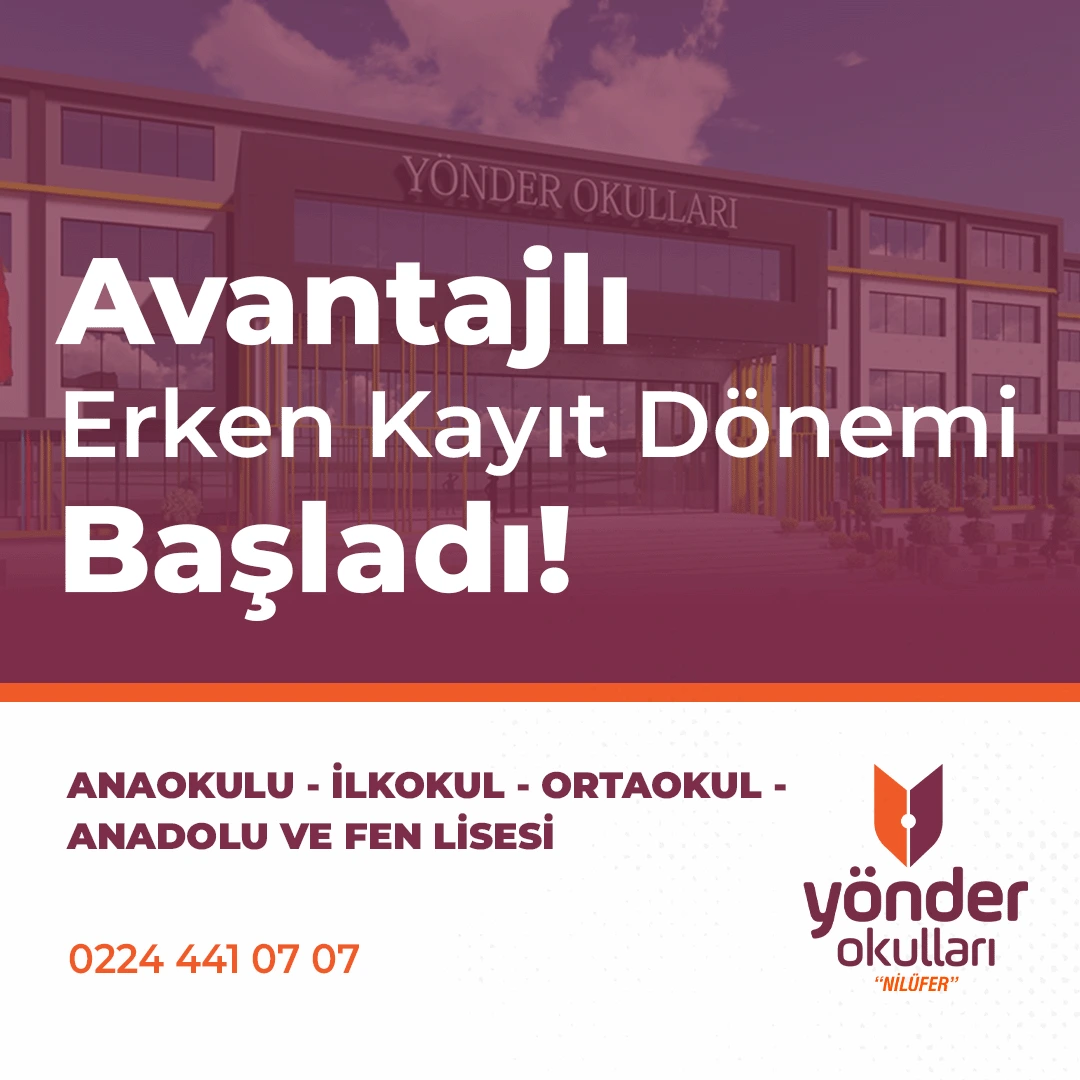 YÖNDER OKULLARI
Avantajlı
Erken Kayıt Dönemi
Başladı!
ANAOKULU - İLKOKUL - ORTAOKUL -
ANADOLU VE FEN LİSESİ
0224 441 07 07
yönder
okulları
“NİLÜFER”